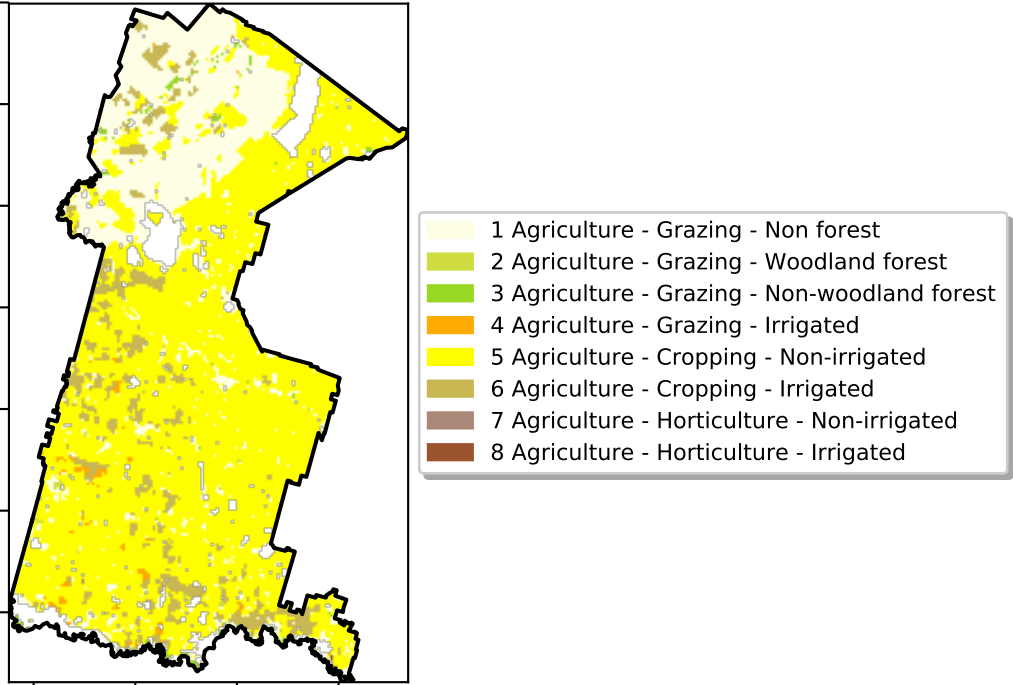 1 Agriculture - Grazing - Non forest
2 Agriculture - Grazing - Woodland forest
3 Agriculture - Grazing - Non-woodland forest
4 Agriculture - Grazing - Irrigated
5 Agriculture - Cropping - Non-irrigated
6 Agriculture - Cropping - Irrigated
7 Agriculture - Horticulture - Non-irrigated
8 Agriculture - Horticulture - Irrigated